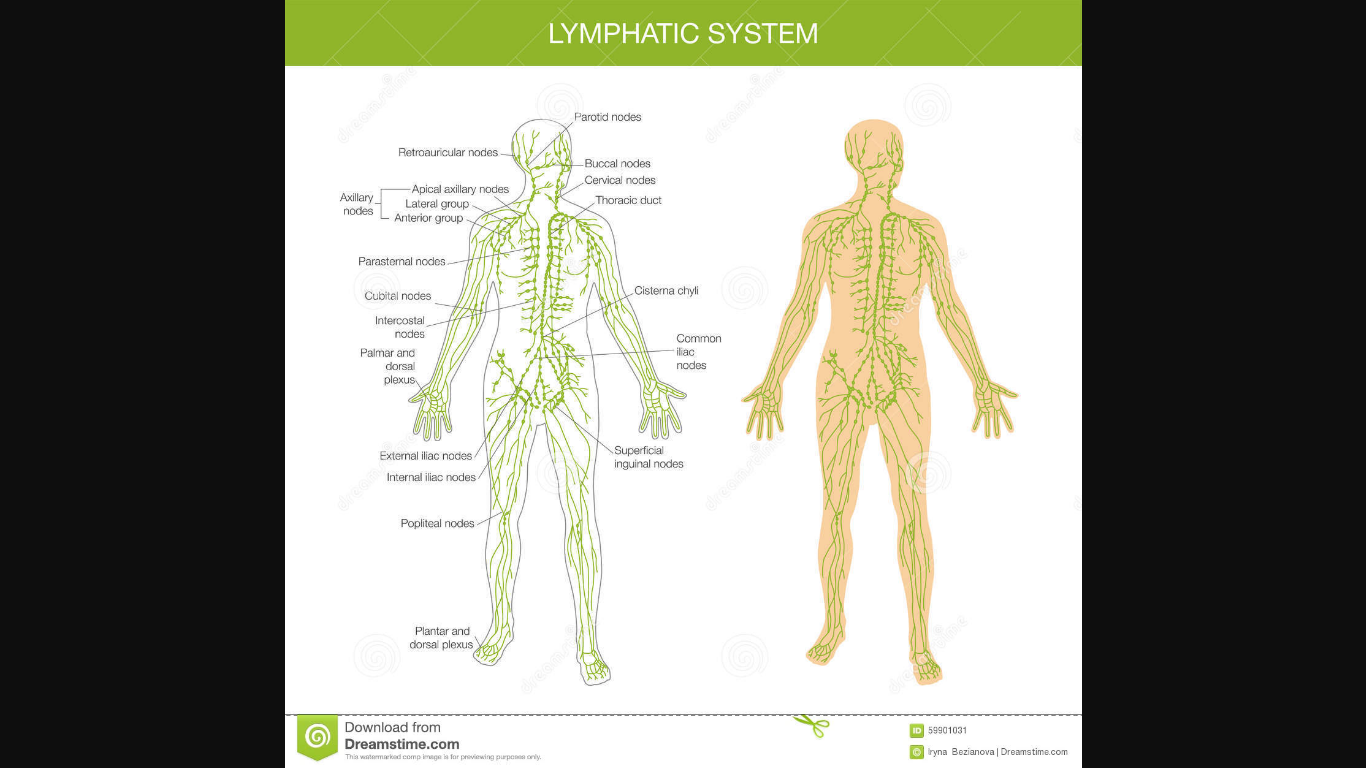 LYMPHATIC SYSTEM
Parotid nodes
Retroauricular nodes
Buccal nodes
Cervical nodes
Axillary
nodes
Apical axillary nodes
Lateral group
Anterior group
Thoracic duct
Parasternal nodes
Cubital nodes
Cisterna chyli
Intercostal
nodes
Common
iliac
nodes
Palmar and
dorsal
plexus
External iliac nodes
Internal iliac nodes
Superficial
inguinal nodes
Popliteal nodes
Plantar and
dorsal plexus
Download from
Dreamstime.com
This watermarked comp image is for previewing purposes only.
ID 59901031
© Iryna Bezianova | Dreamstime.com